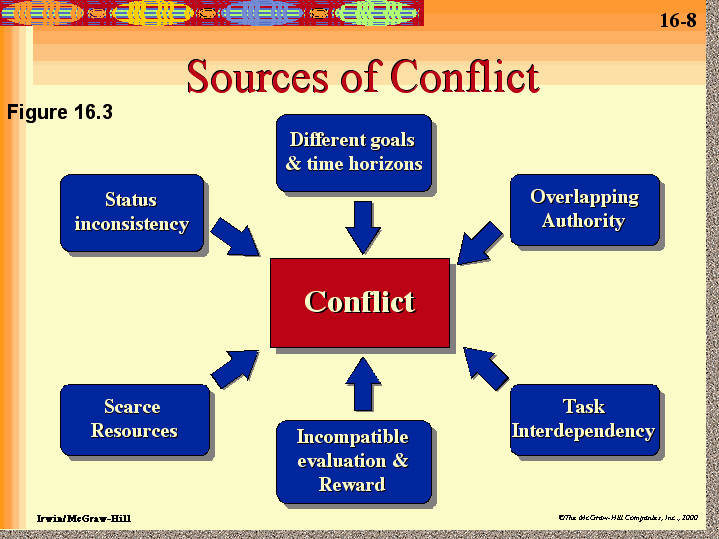 16-8
Sources of Conflict
Figure 16.3
Different goals
& time horizons
Status
inconsistency
Overlapping
Authority
Conflict
Scarce
Resources
Incompatible
evaluation &
Reward
Task
Interdependency
Irwin/McGraw-Hill
©The McGraw-Hill Companies, Inc., 2000